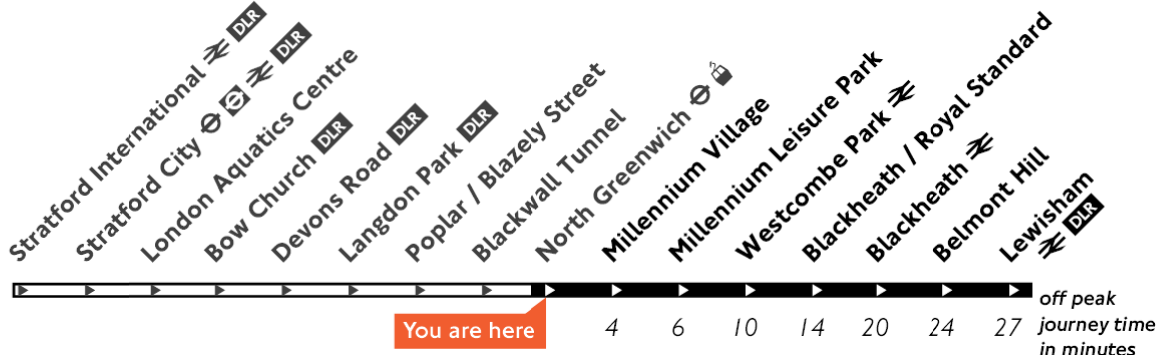 Stratford International DLR
Stratford City DLR
London Aquatics Centre
Bow Church DLR
Devons Road DLR
Langdon Park DLR
Poplar / Blazely Street
Blackwall Tunnel
North Greenwich
Millennium Village
Millennium Leisure Park
Westcombe Park
Blackheath / Royal Standard
Blackheath
Belmont Hill
Lewisham
DLR
You are here
4 6 10 14 20 24 27
off peak
journey time
in minutes